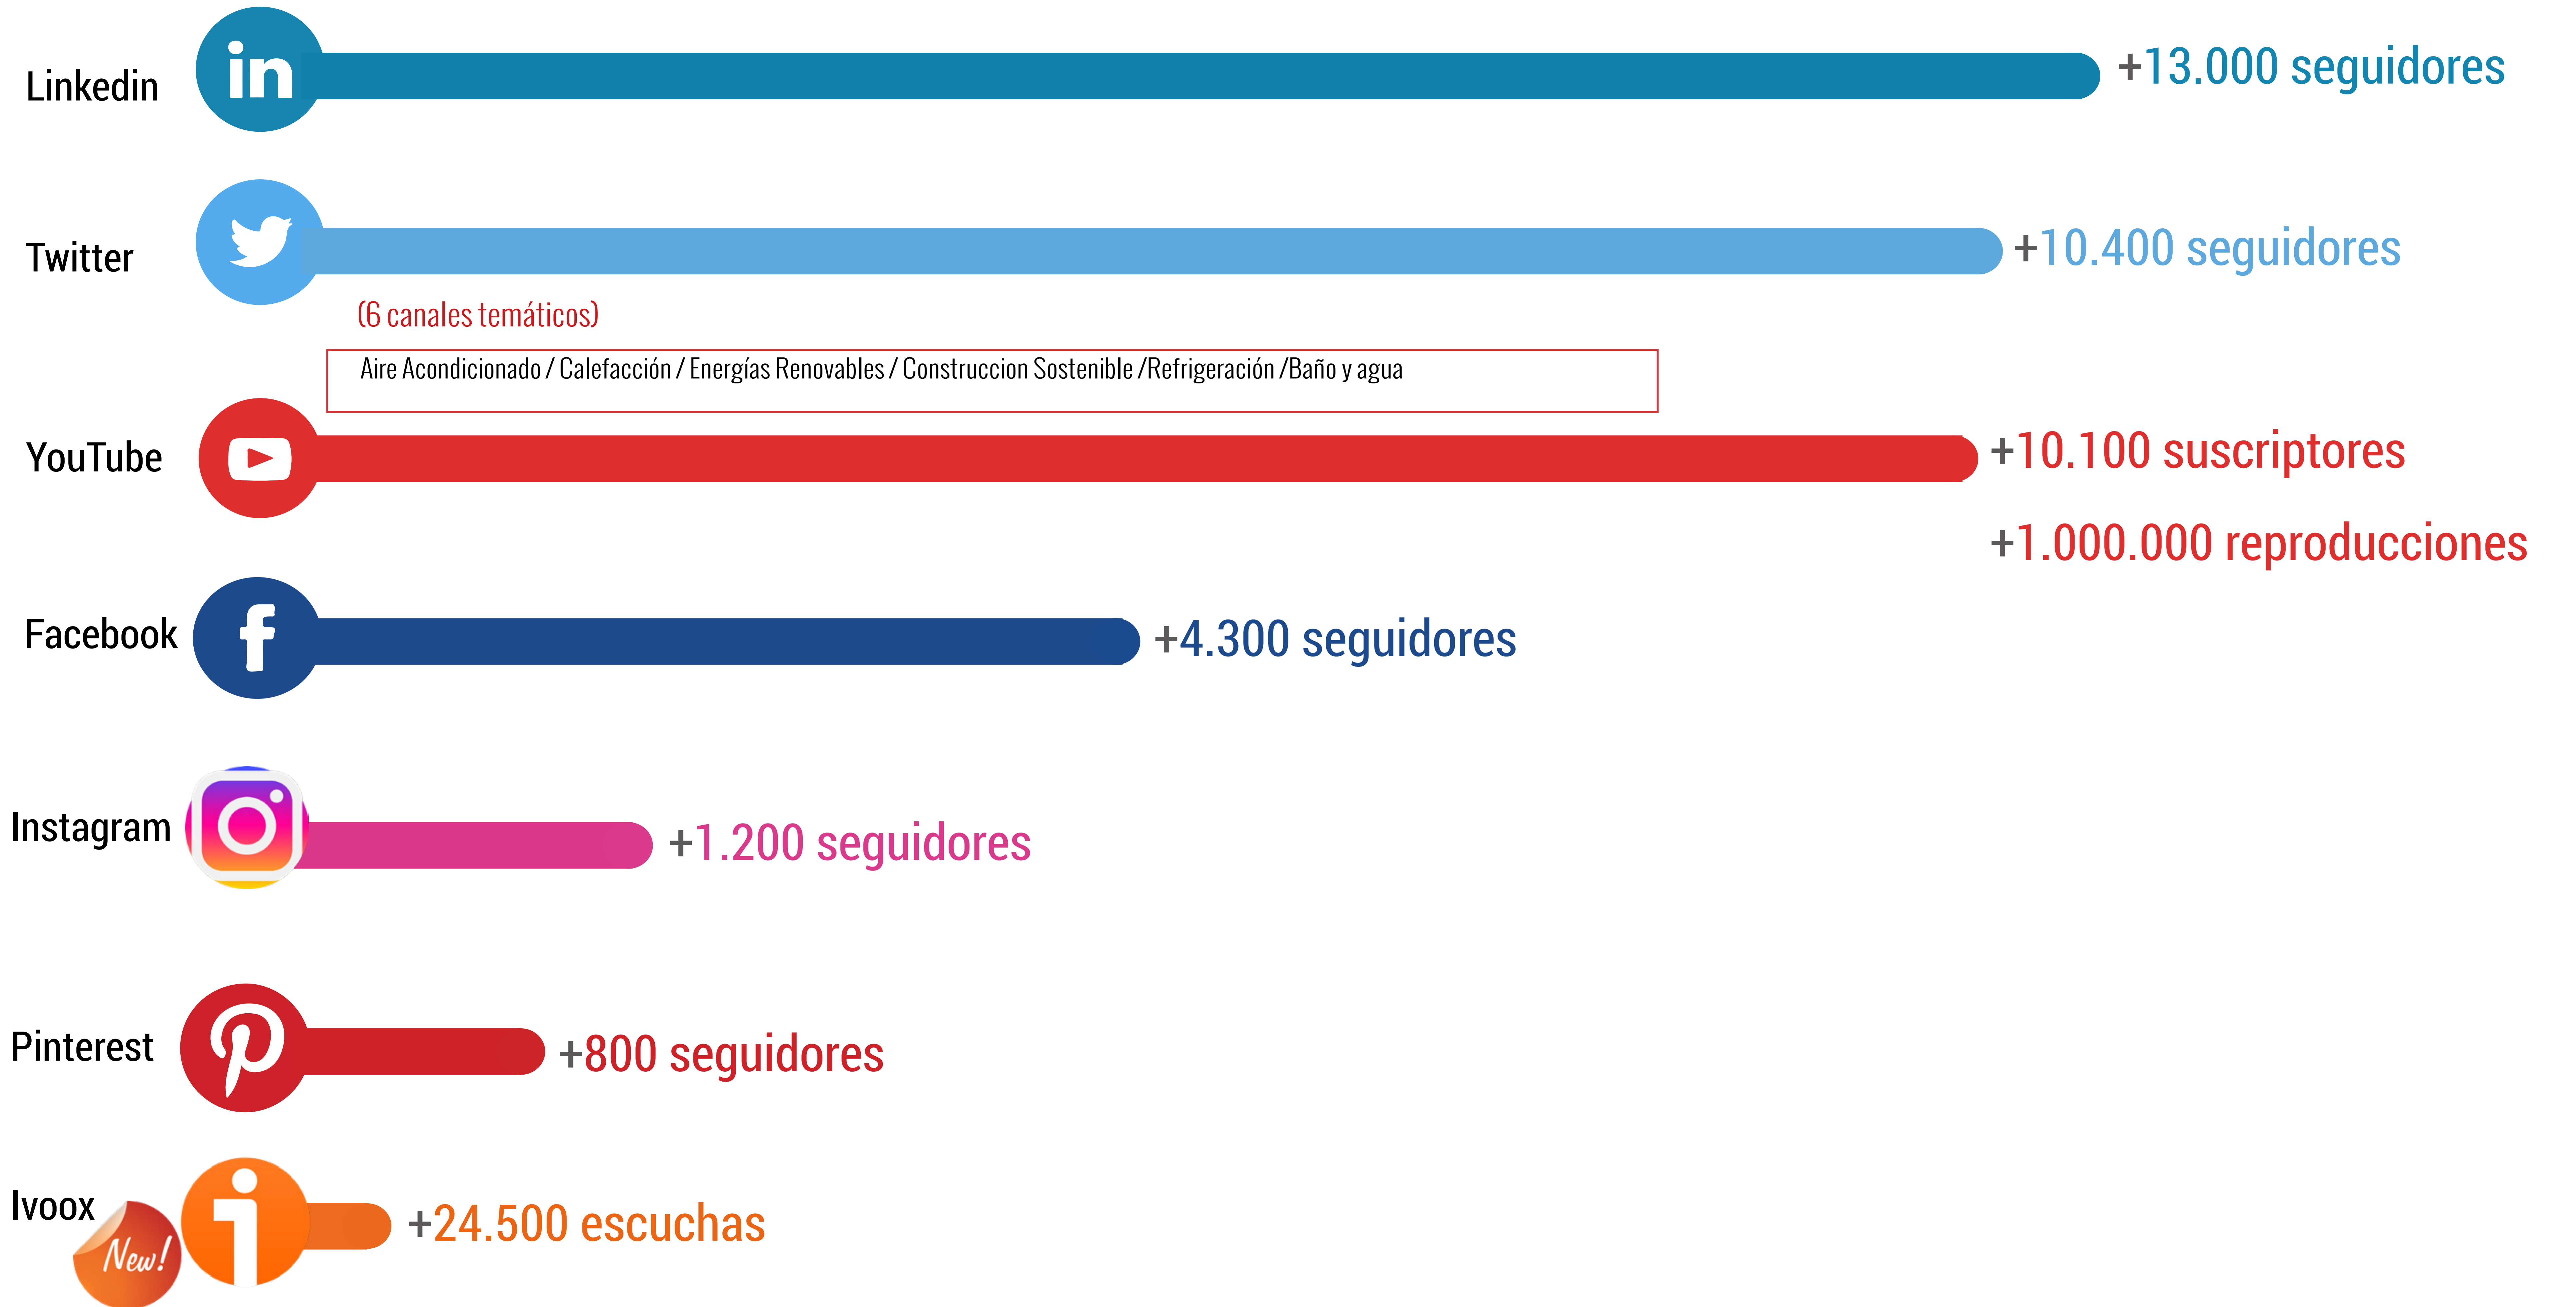 Linkedin
in
+13.000 seguidores
Twitter
+10.400 seguidores
(6 canales temáticos)
Aire Acondicionado / Calefacción / Energías Renovables / Construccion Sostenible /Refrigeración /Baño y agua
YouTube
+10.100 suscriptores
+1.000.000 reproducciones
Facebook
f
+4.300 seguidores
Instagram
+1.200 seguidores
Pinterest
+800 seguidores
Ivoox
i
+24.500 escuchas
New!